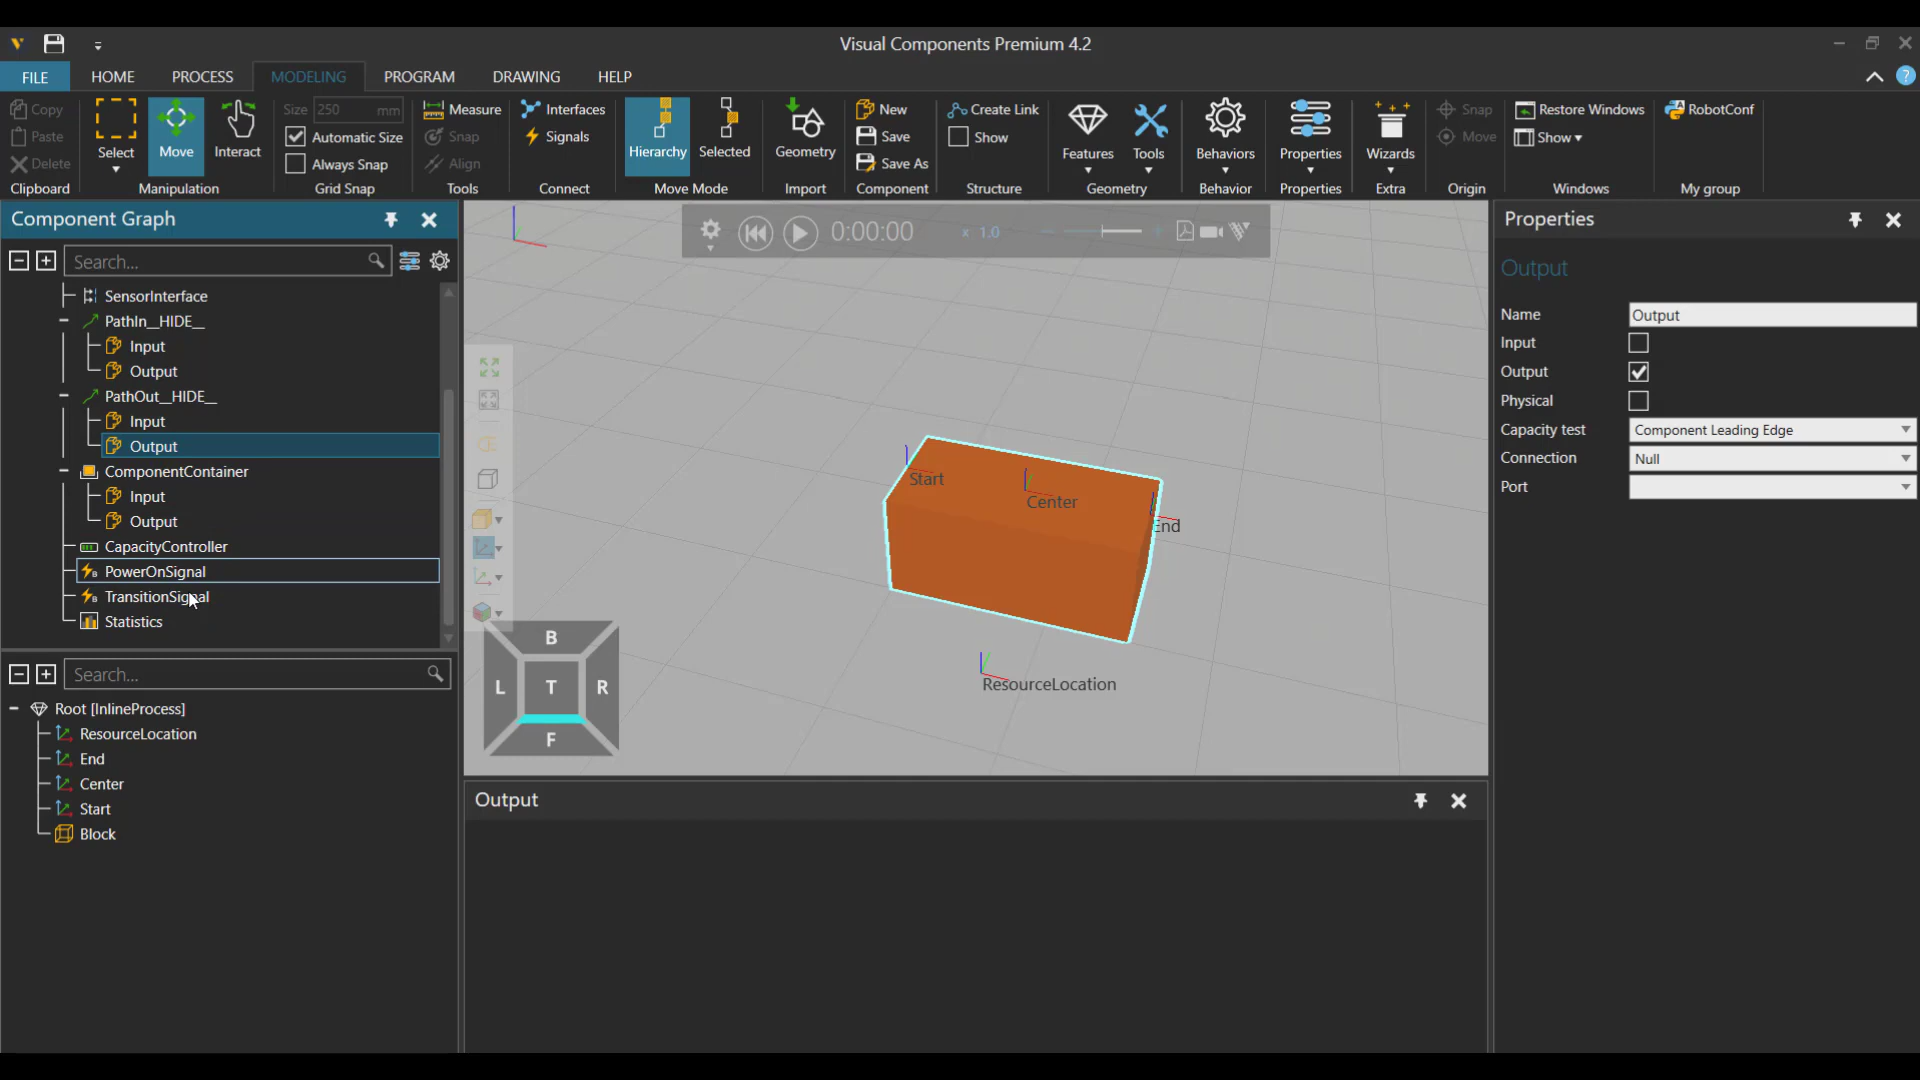 Visual Components Premium 4.2
FILE HOME PROCESS MODELING PROGRAM DRAWING HELP
Copy
Paste
Delete
Clipboard
Select
Move
Interact
Manipulation
Size 250 mm
Automatic Size
Always Snap
Grid Snap
Measure
Snap
Align
Tools
Interfaces
Signals
Connect
Hierarchy
Selected
Move Mode
Geometry
Import
New
Save
Save As
Component
Create Link
Show
Structure
Features
Tools
Geometry
Behaviors
Behavior
Properties
Properties
Wizards
Extra
Snap
Move
Origin
Restore Windows
Show
Windows
RobotConf
My group
Component Graph
Search...
SensorInterface
PathIn__HIDE__
Input
Output
PathOut__HIDE__
Input
Output
ComponentContainer
Input
Output
CapacityController
PowerOnSignal
TransitionSignal
Statistics
Search...
Root [InlineProcess]
ResourceLocation
End
Center
Start
Block
0:00:00 x 1.0
Start
Center
End
ResourceLocation
B
L T R
F
Output
Properties
Output
Name Output
Input
Output
Physical
Capacity test Component Leading Edge
Connection Null
Port